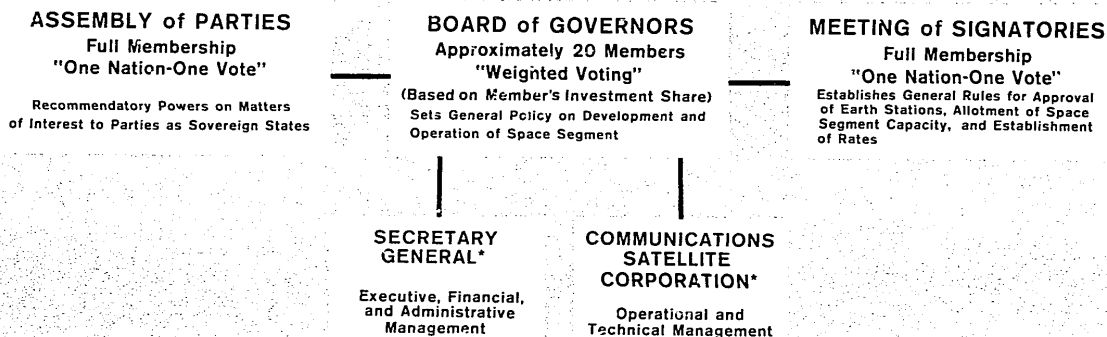 ASSEMBLY of PARTIES
Full Membership
"One Nation-One Vote"
Recommendatory Powers on Matters
of Interest to Parties as Sovereign States
BOARD of GOVERNORS
Approximately 20 Members
"Weighted Voting"
(Based on Member's Investment Share)
Sets General Policy on Development and
Operation of Space Segment
MEETING of SIGNATORIES
Full Membership
"One Nation-One Vote"
Establishes General Rules for Approval
of Earth Stations, Allotment of Space
Segment Capacity, and Establishment
of Rates
SECRETARY
GENERAL*
Executive, Financial,
and Administrative
Management
COMMUNICATIONS
SATELLITE
CORPORATION*
Operational and
Technical Management